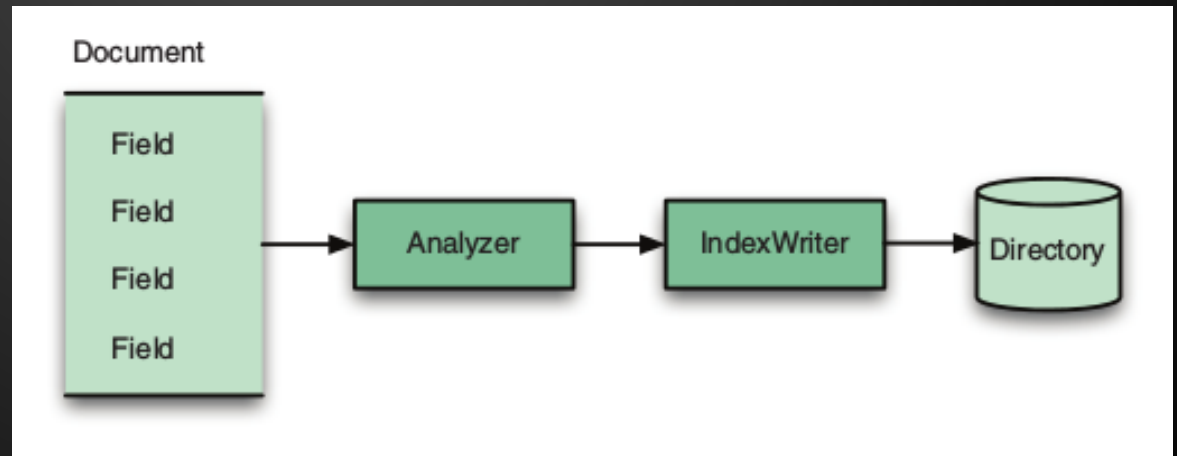 Document
Field
Field
Analyzer
IndexWriter
Directory
Field
Field